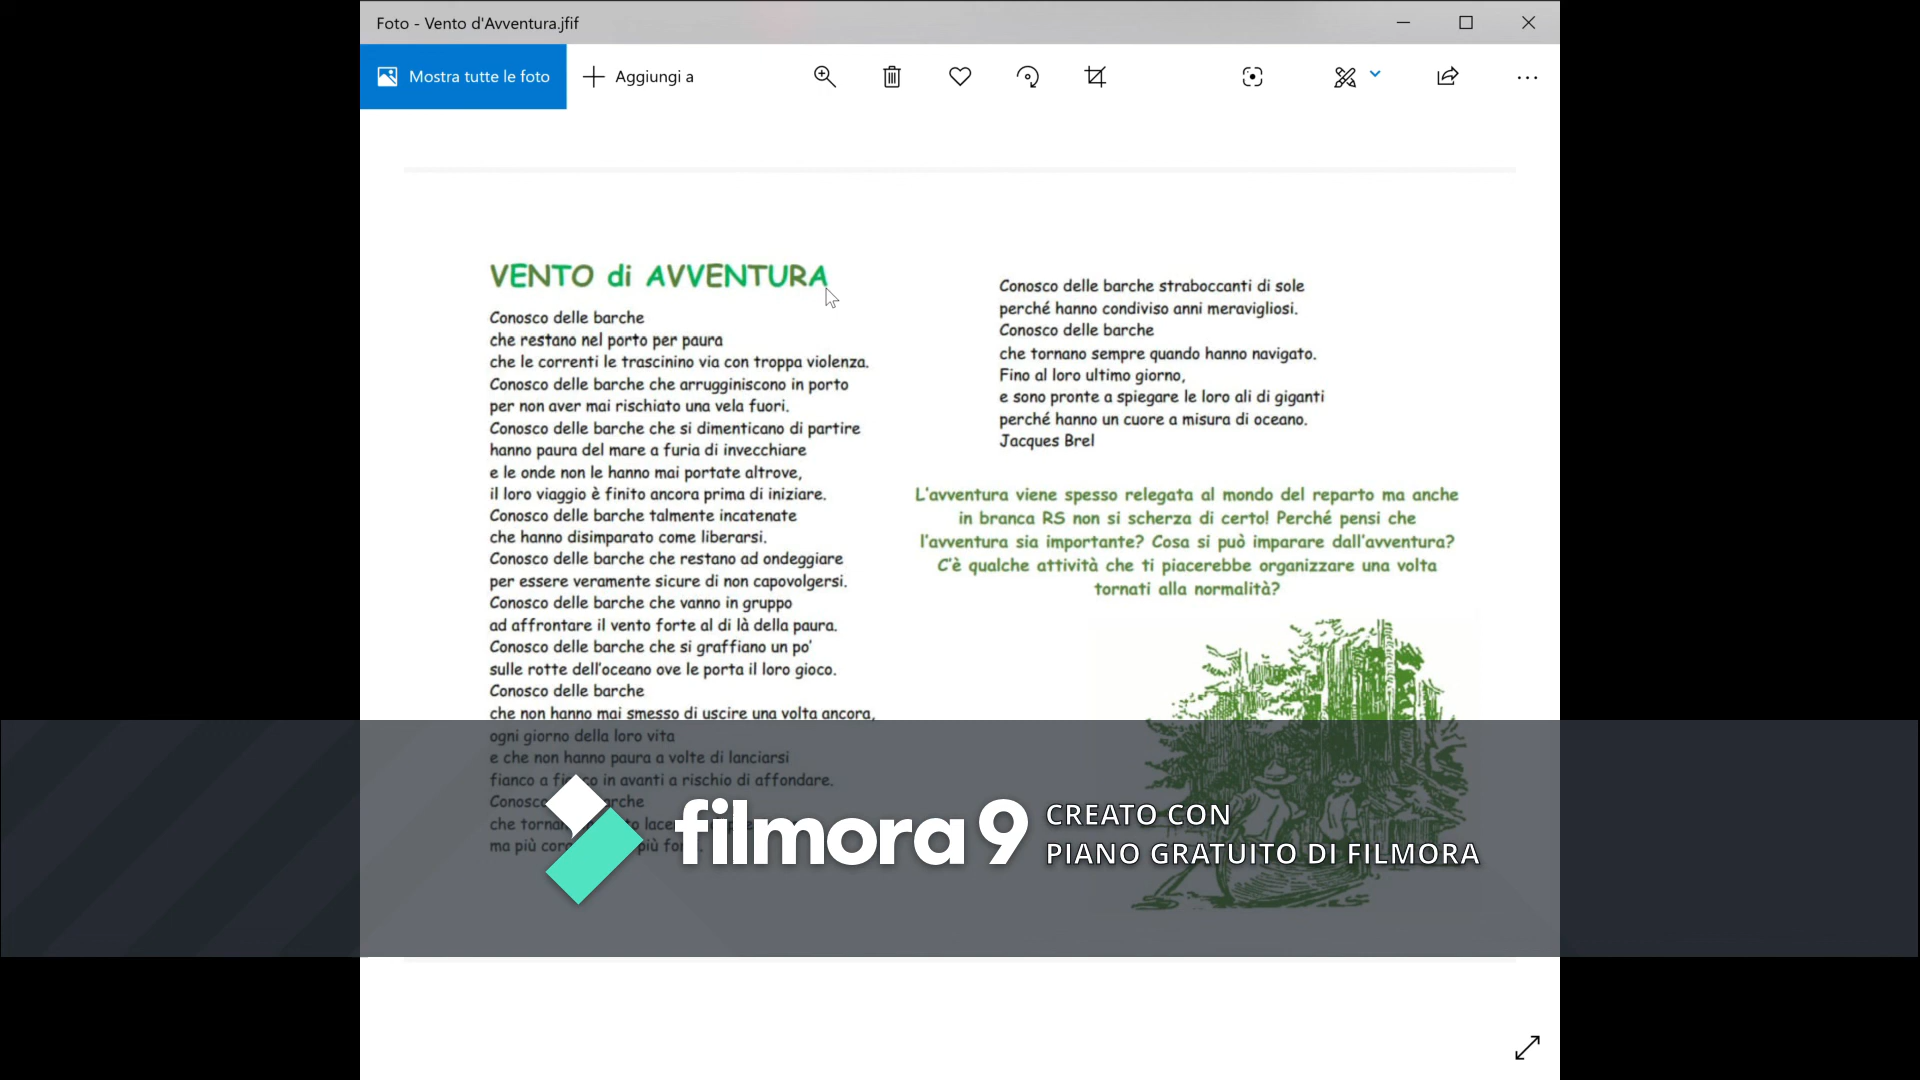 Foto - Vento d'Avventura.jfif
Mostra tutte le foto
Aggiungi a
VENTO di AVVENTURA
Conosco delle barche
che restano nel porto per paura
che le correnti le trascinino via con troppa violenza.
Conosco delle barche che arrugginiscono in porto
per non aver mai rischiato una vela fuori.
Conosco delle barche che si dimenticano di partire
hanno paura del mare a furia di invecchiare
e le onde non le hanno mai portate altrove,
il loro viaggio è finito ancora prima di iniziare.
Conosco delle barche talmente incatenate
che hanno disimparato come liberarsi.
Conosco delle barche che restano ad ondeggiare
per essere veramente sicure di non capovolgersi.
Conosco delle barche che vanno in gruppo
ad affrontare il vento forte al di là della paura.
Conosco delle barche che si graffiano un po'
sulle rotte dell'oceano ove le porta il loro gioco.
Conosco delle barche
che non hanno mai smesso di uscire una volta ancora,
ogni giorno della loro vita
e che non hanno paura a volte di lanciarsi
fianco a fianco in avanti a rischio di affondare.
Conosco barche
che
ma più più
Conosco delle barche straboccanti di sole
perché hanno condiviso anni meravigliosi.
Conosco delle barche
che tornano sempre quando hanno navigato.
Fino al loro ultimo giorno,
e sono pronte a spiegare le loro ali di giganti
perché hanno un cuore a misura di oceano.
Jacques Brel
L'avventura viene spesso relegata al mondo del reparto ma anche
in branca RS non si scherza di certo! Perché pensi che
l'avventura sia importante? Cosa si può imparare dall'avventura?
C'è qualche attività che ti piacerebbe organizzare una volta
tornati alla normalità?
filmora 9
CREATO CON
PIANO GRATUITO DI FILMORA